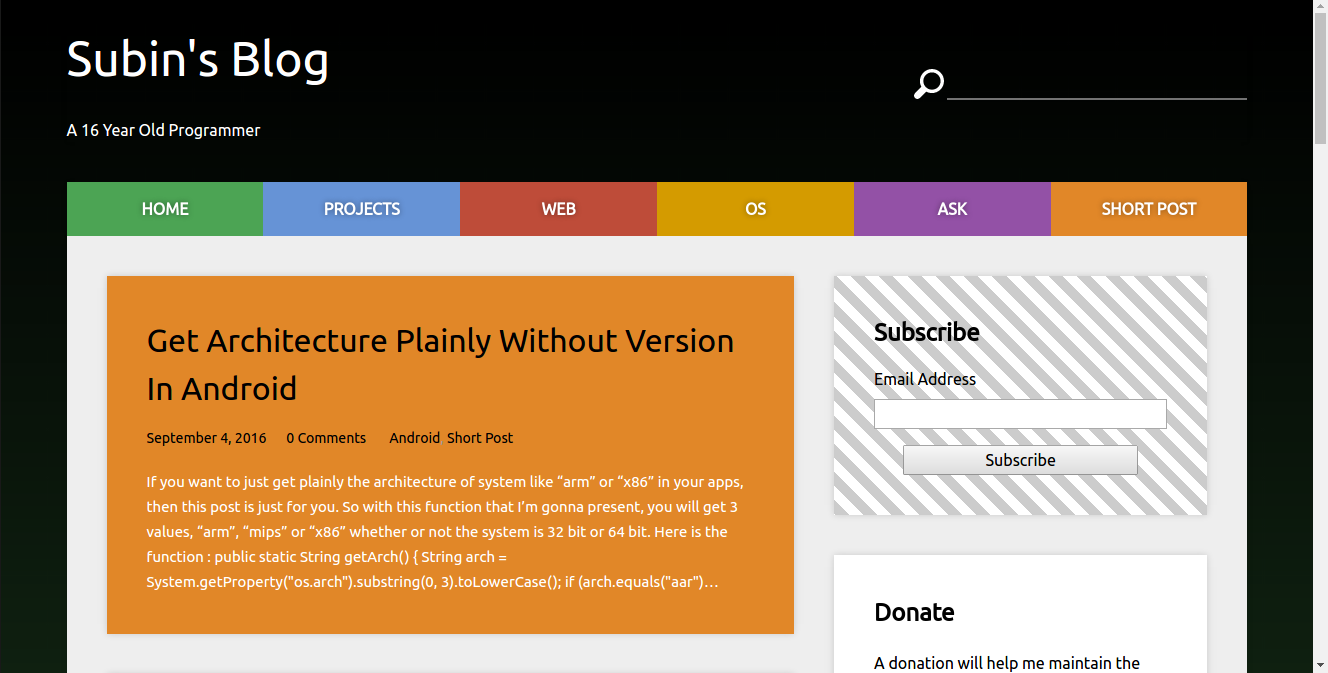 Subin's Blog
A 16 Year Old Programmer
HOME PROJECTS WEB OS ASK SHORT POST
Get Architecture Plainly Without Version
In Android
September 4, 2016 0 Comments Android Short Post
If you want to just get plainly the architecture of system like “arm” or “x86” in your apps,
then this post is just for you. So with this function that I'm gonna present, you will get 3
values, “arm”, “mips” or “x86” whether or not the system is 32 bit or 64 bit. Here is the
function : public static String getArch() { String arch =
System.getProperty("os.arch").substring(0, 3).toLowerCase(); if (arch.equals("aar")…
Subscribe
Email Address
Subscribe
Donate
A donation will help me maintain the